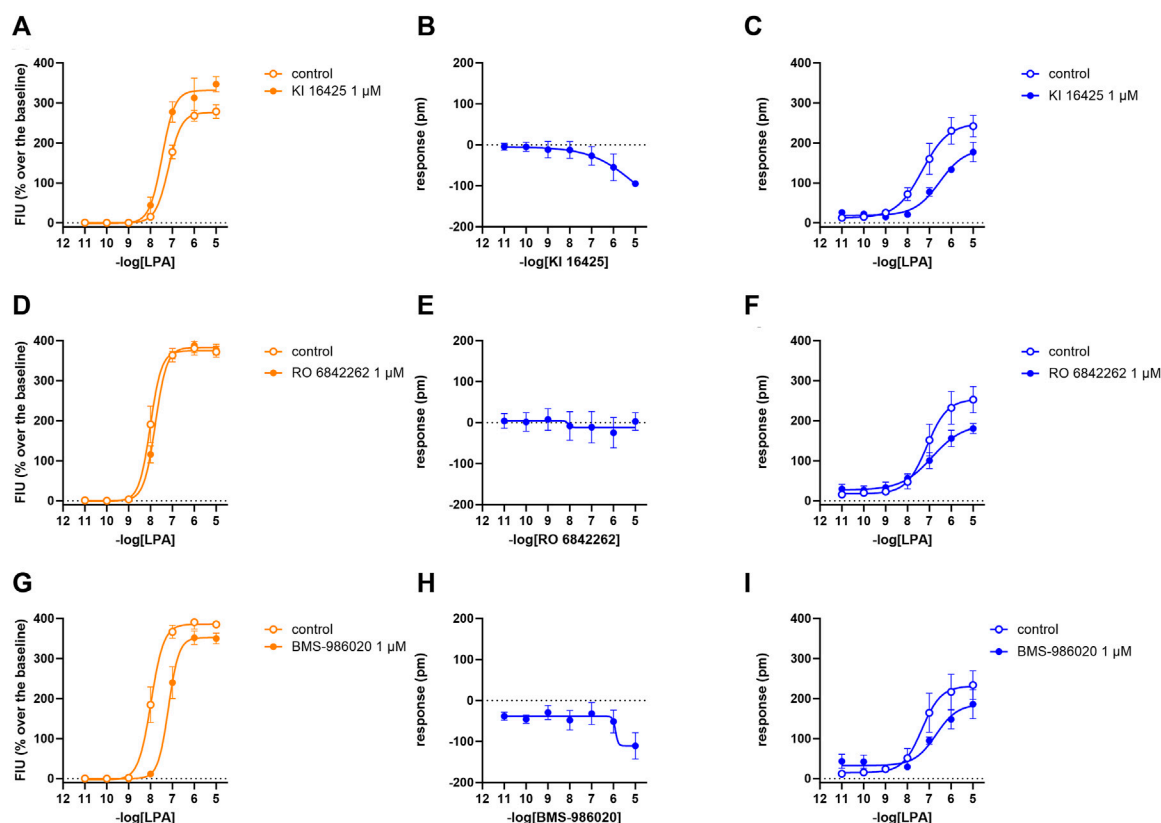 A
FIU (% over the baseline)
400
300
200
100
0
12 11 10 9 8 7 6 5
-log[LPA]
control
KI 16425 1 µM
B
response (pm)
200
100
0
-100
-200
12 11 10 9 8 7 6 5
-log[KI 16425]
C
response (pm)
400
300
200
100
0
12 11 10 9 8 7 6 5
-log[LPA]
control
KI 16425 1 µM
D
FIU (% over the baseline)
400
300
200
100
0
12 11 10 9 8 7 6 5
-log[LPA]
control
RO 6842262 1 µM
E
response (pm)
200
100
0
-100
-200
12 11 10 9 8 7 6 5
-log[RO 6842262]
F
response (pm)
400
300
200
100
0
12 11 10 9 8 7 6 5
-log[LPA]
control
RO 6842262 1 µM
G
FIU (% over the baseline)
400
300
200
100
0
12 11 10 9 8 7 6 5
-log[LPA]
control
BMS-986020 1 µM
H
response (pm)
200
100
0
-100
-200
12 11 10 9 8 7 6 5
-log[BMS-986020]
I
response (pm)
400
300
200
100
0
12 11 10 9 8 7 6 5
-log[LPA]
control
BMS-986020 1 µM